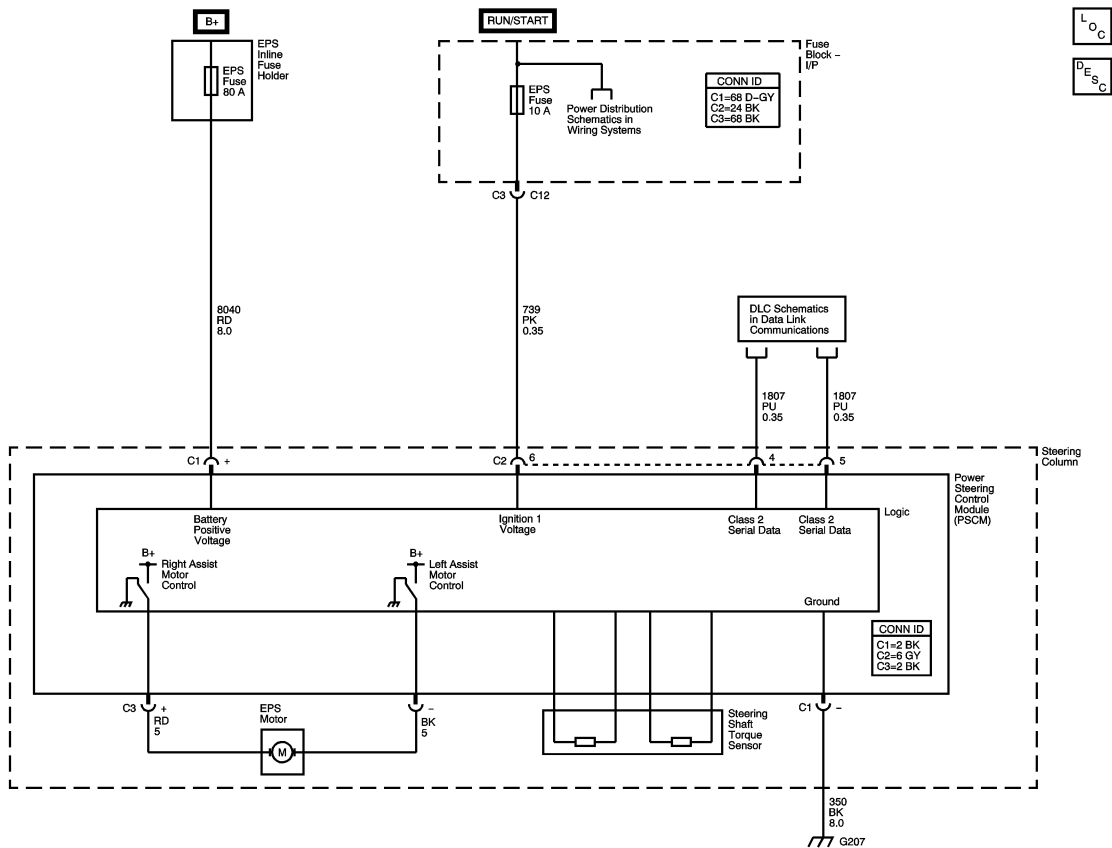 B+
RUN/START
L
O
C
D
E
S
C
EPS
Inline
Fuse
Holder
EPS
Fuse
80 A
EPS
Fuse
10 A
Power Distribution
Schematics in
Wiring Systems
CONN ID
C1=68 D-GY
C2=24 BK
C3=68 BK
Fuse
Block –
I/P
C3
C12
8040
RD
8.0
739
PK
0.35
DLC Schematics
in Data Link
Communications
1807
PU
0.35
1807
PU
0.35
C1
+
C2
6
4
5
Steering
Column
Power
Steering
Control
Module
(PSCM)
Logic
Battery
Positive
Voltage
Ignition 1
Voltage
Class 2
Serial Data
Class 2
Serial Data
B+
Right Assist
Motor
Control
B+
Left Assist
Motor
Control
Ground
CONN ID
C1=2 BK
C2=6 GY
C3=2 BK
C3
+
RD
5
EPS
Motor
M
–
BK
5
Steering
Shaft
Torque
Sensor
C1
–
350
BK
8.0
G207